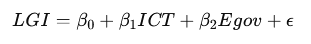 LGI = β₀ + β₁ICT + β₂Egov + ϵ